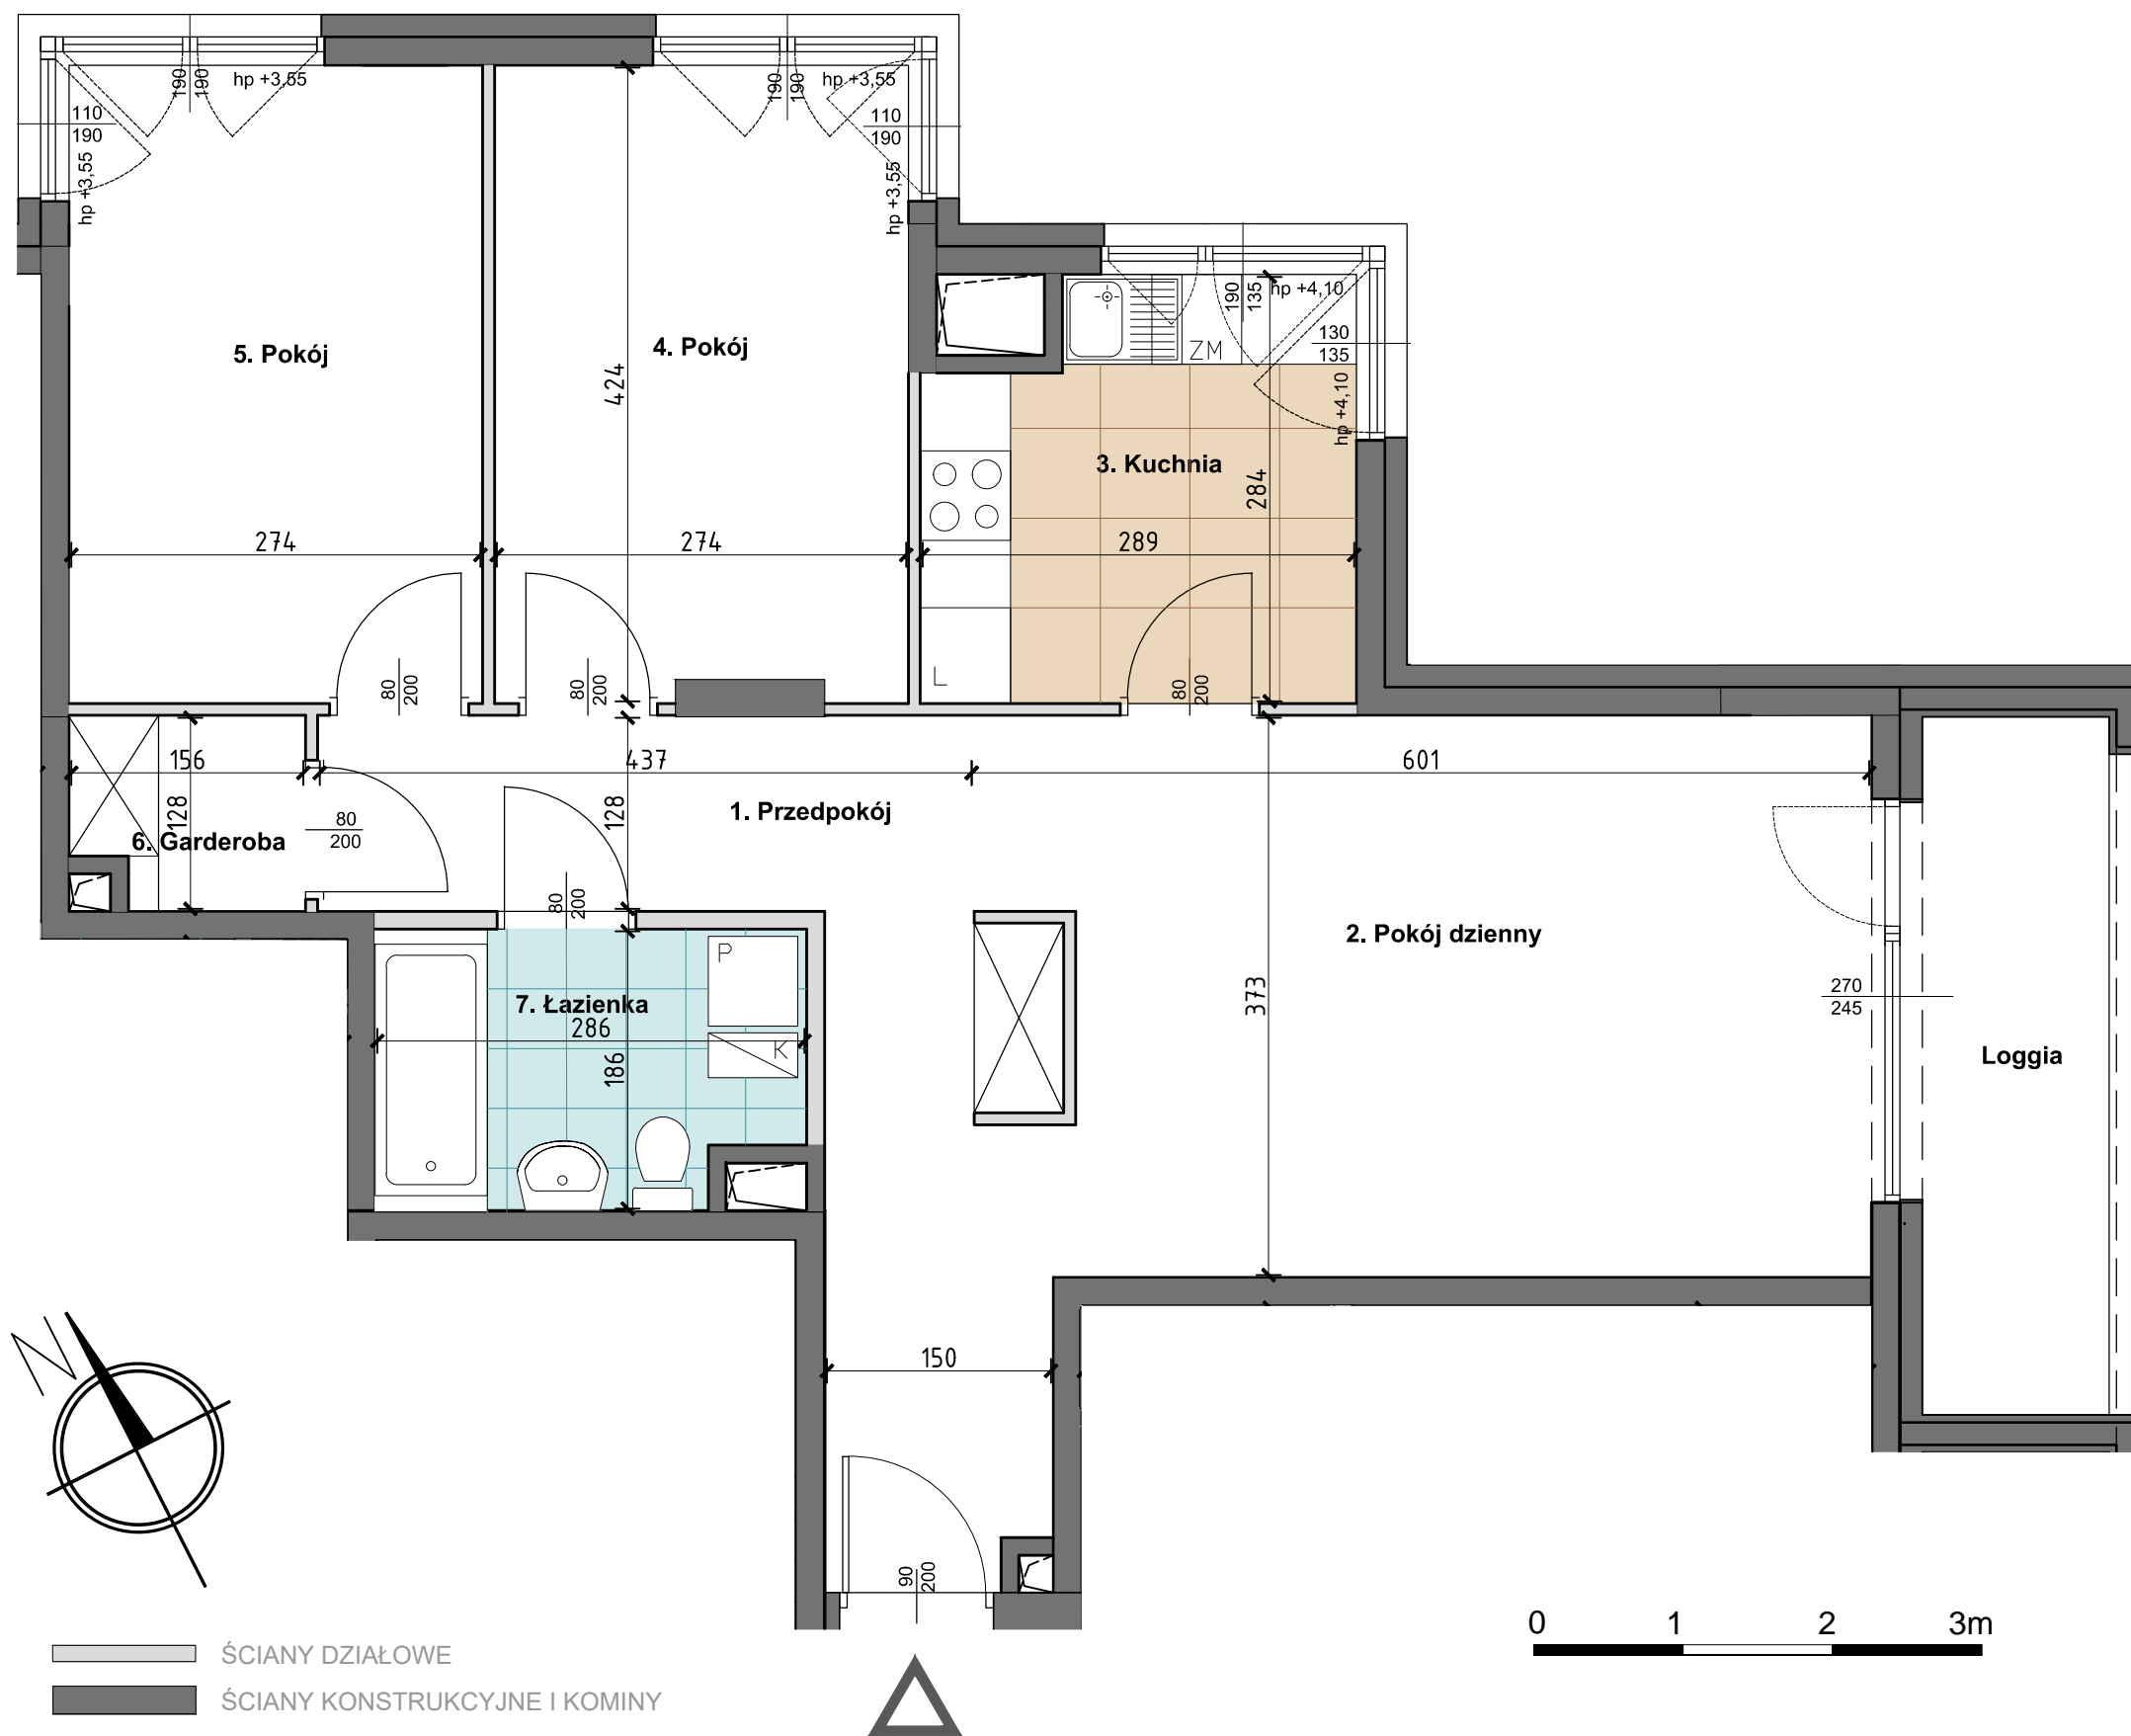 190
190
hp +3,55
190
190
hp +3,55
110
190
hp +3,55
110
190
hp +3,55
190
135
hp +4,10
130
135
hp +4,10
ZM
5. Pokój
4. Pokój
424
3. Kuchnia
284
274
274
289
L
80
200
80
200
80
200
156
437
601
128
128
1. Przedpokój
6. Garderoba
80
200
80
200
2. Pokój dzienny
P
7. Łazienka
286
186
K
373
270
245
Loggia
150
N
90
200
0 1 2 3m
ŚCIANY DZIAŁOWE
ŚCIANY KONSTRUKCYJNE I KOMINY